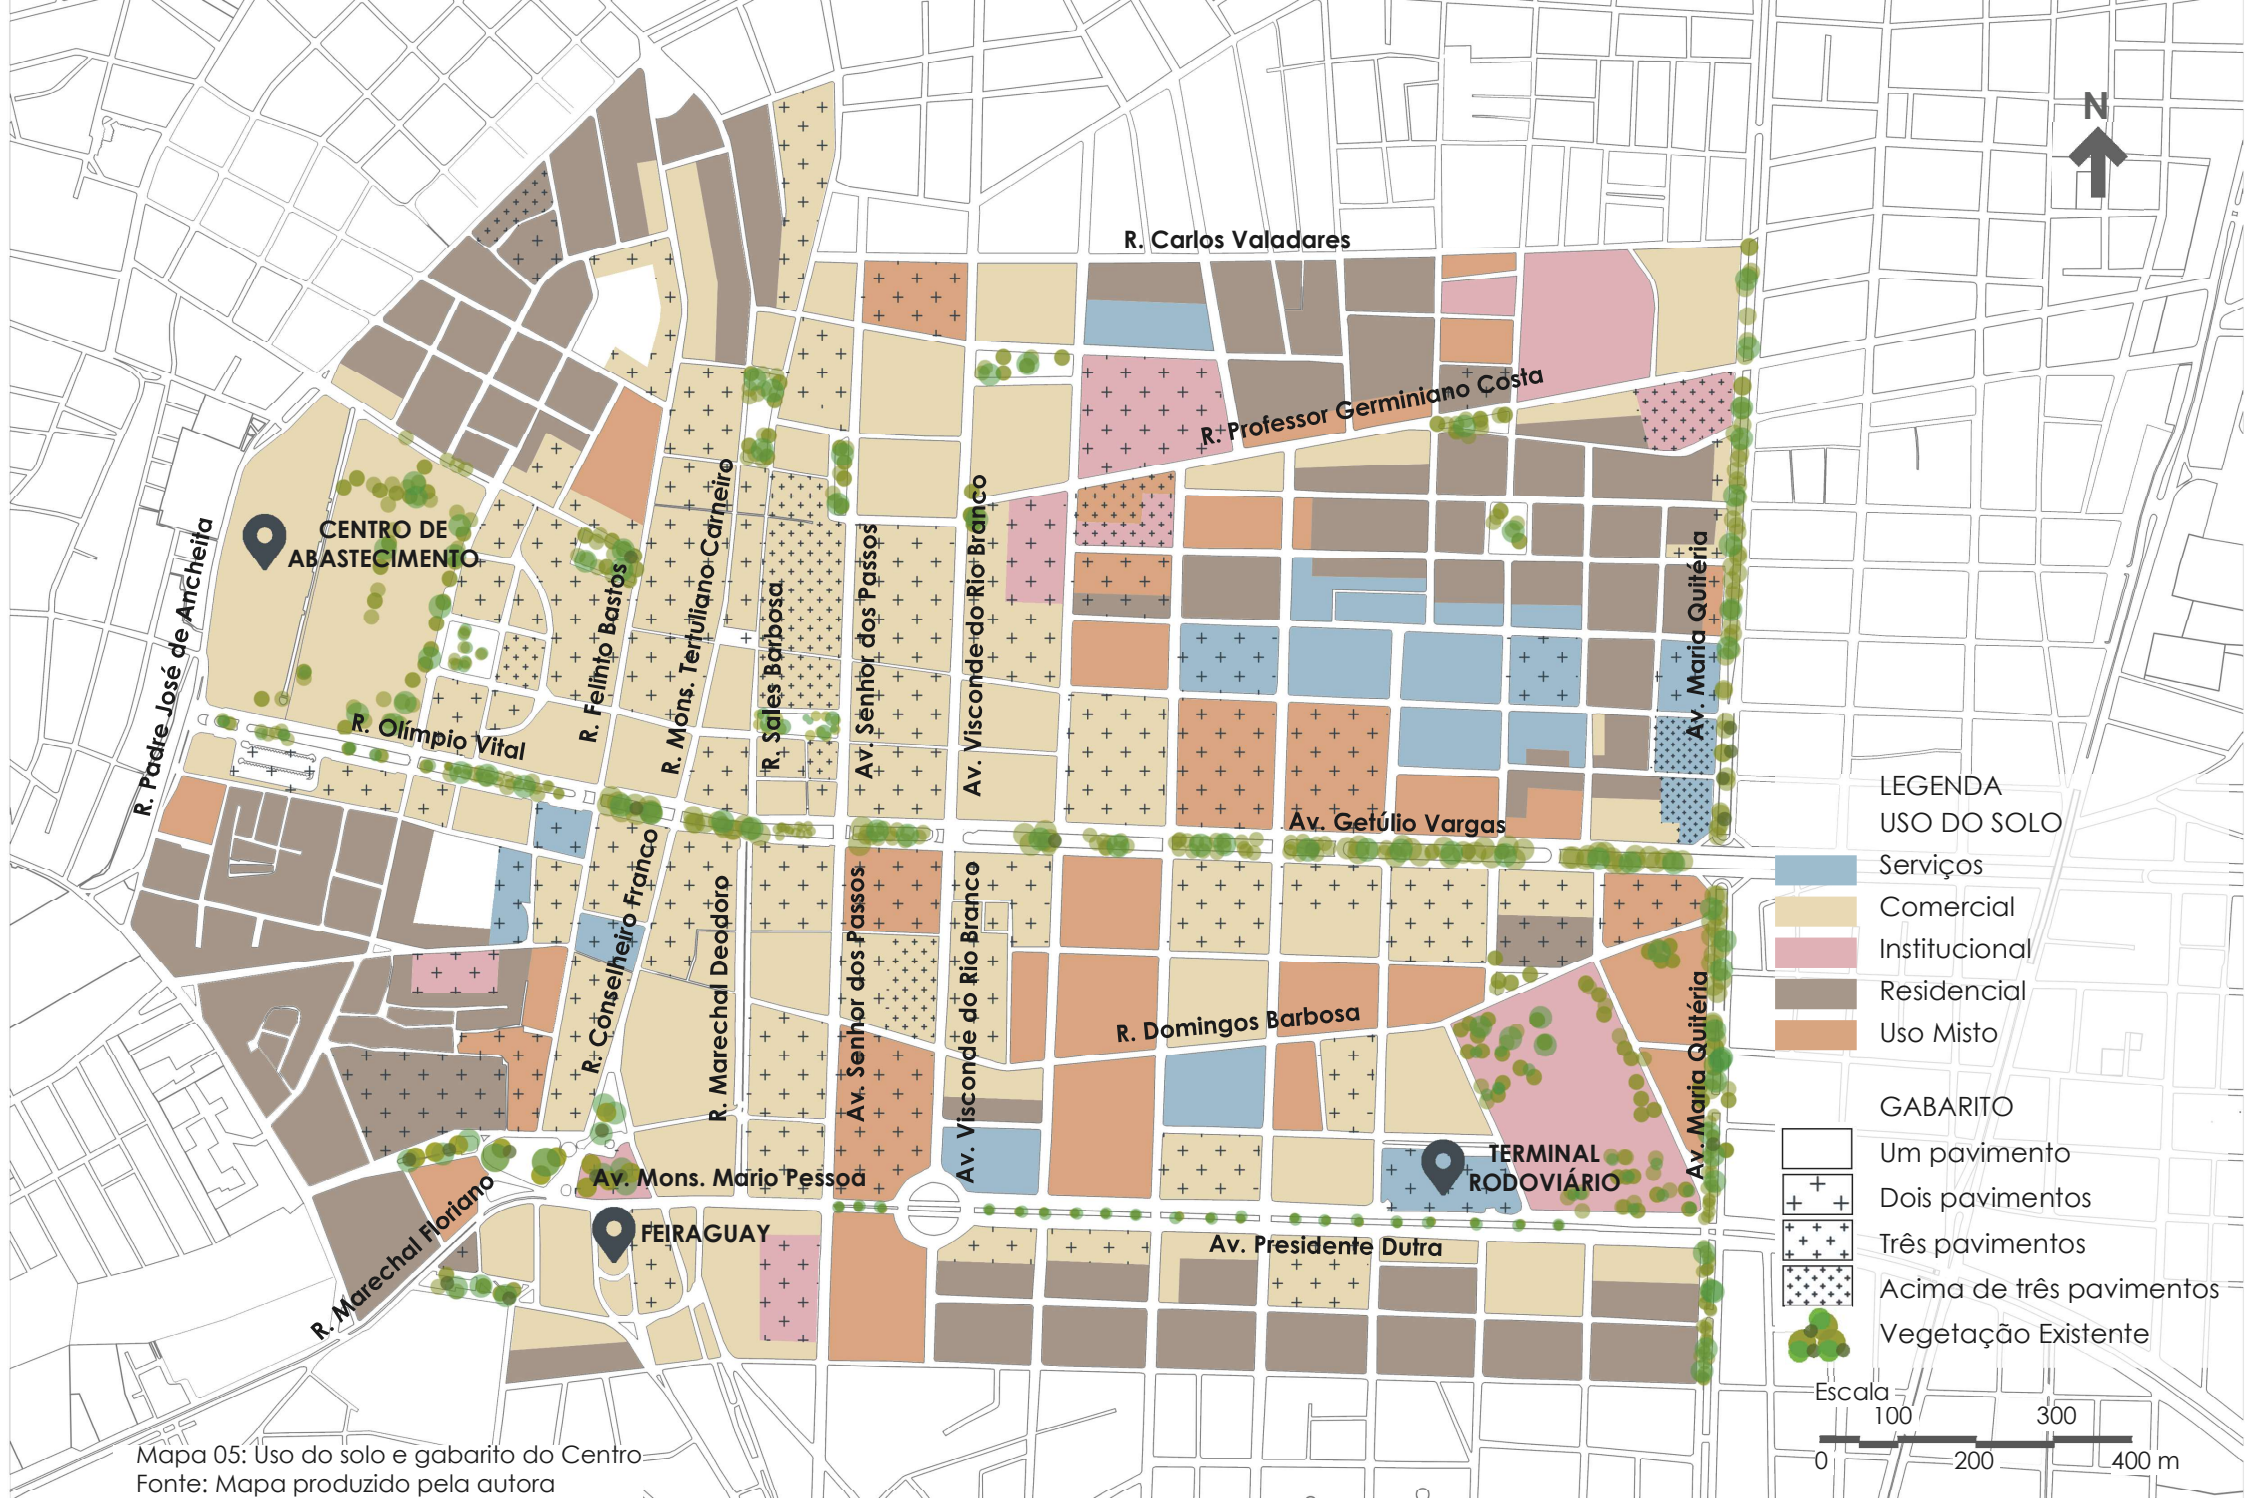 N
R. Carlos Valadares
R. Professor Germiniano Costa
CENTRO DE
ABASTECIMENTO
R. Padre José de Ancheita
R. Olímpio Vital
R. Felinto Bastos
R. Mons. Tertuliano Carneiro
R. Sales Barbosa
Av. Senhor dos Passos
Av. Visconde do Rio Branco
Av. Maria Quitéria
Av. Getúlio Vargas
R. Conselheiro Franco
R. Marechal Deodoro
Av. Senhor dos Passos
Av. Visconde do Rio Branco
R. Domingos Barbosa
Av. Maria Quitéria
TERMINAL
RODOVIÁRIO
Av. Mons. Mario Pessoa
R. Marechal Floriano
FEIRAGUAY
Av. Presidente Dutra
LEGENDA
USO DO SOLO
Serviços
Comercial
Institucional
Residencial
Uso Misto
GABARITO
Um pavimento
Dois pavimentos
Três pavimentos
Acima de três pavimentos
Vegetação Existente
Escala
100 300
0 200 400 m
Mapa 05: Uso do solo e gabarito do Centro
Fonte: Mapa produzido pela autora